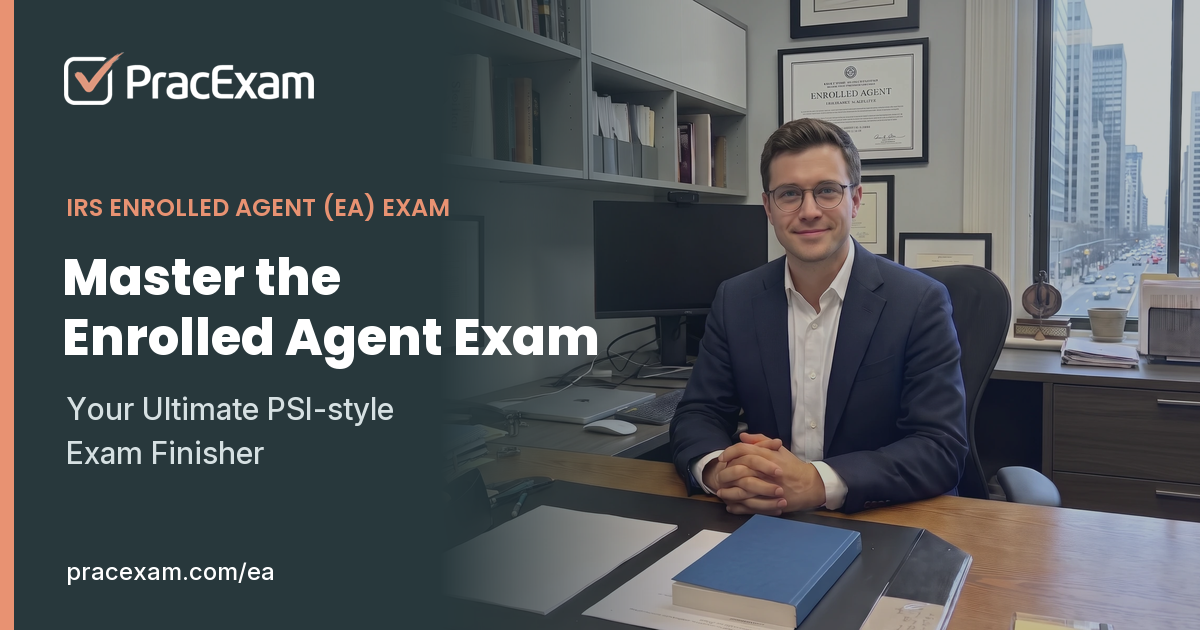 PracExam
IRS ENROLLED AGENT (EA) EXAM
Master the
Enrolled Agent Exam
Your Ultimate PSI-style
Exam Finisher
pracexam.com/ea
ENROLLED AGENT